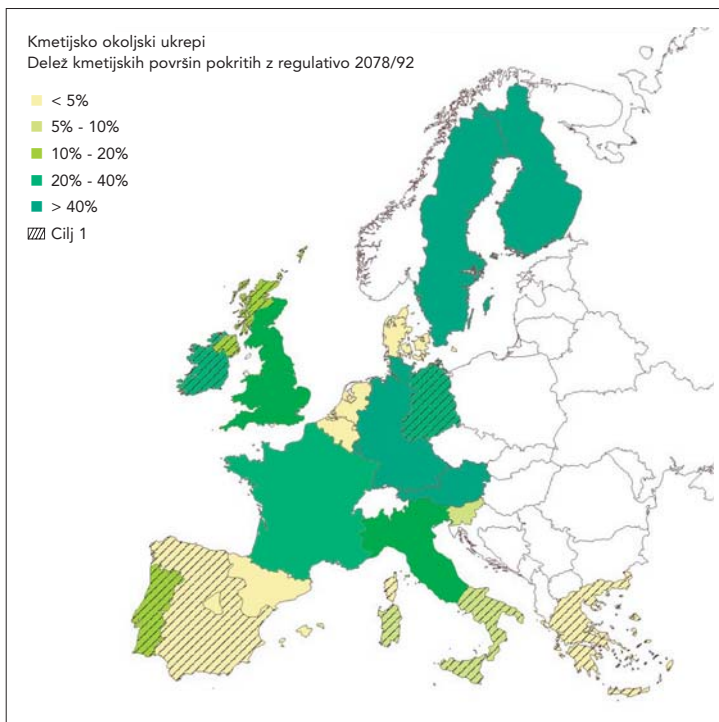 Kmetijsko okoljski ukrepi
Delež kmetijskih površin pokritih z regulativo 2078/92
< 5%
5% - 10%
10% - 20%
20% - 40%
> 40%
Cilj 1